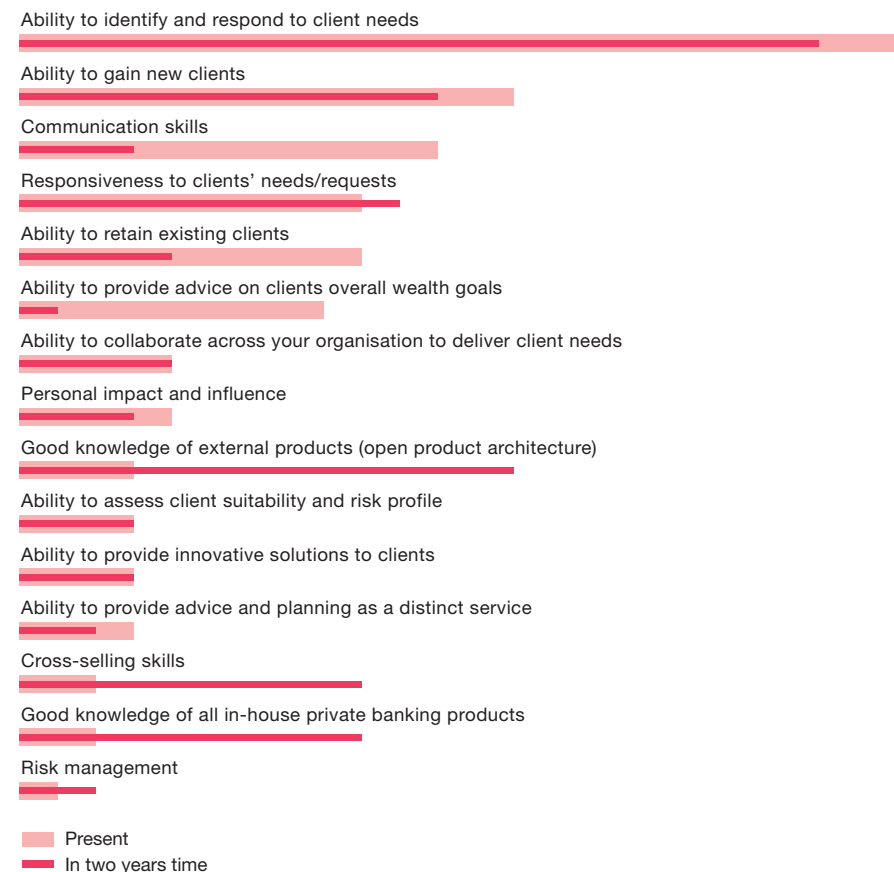 Ability to identify and respond to client needs
Ability to gain new clients
Communication skills
Responsiveness to clients’ needs/requests
Ability to retain existing clients
Ability to provide advice on clients overall wealth goals
Ability to collaborate across your organisation to deliver client needs
Personal impact and influence
Good knowledge of external products (open product architecture)
Ability to assess client suitability and risk profile
Ability to provide innovative solutions to clients
Ability to provide advice and planning as a distinct service
Cross-selling skills
Good knowledge of all in-house private banking products
Risk management
Present
In two years time